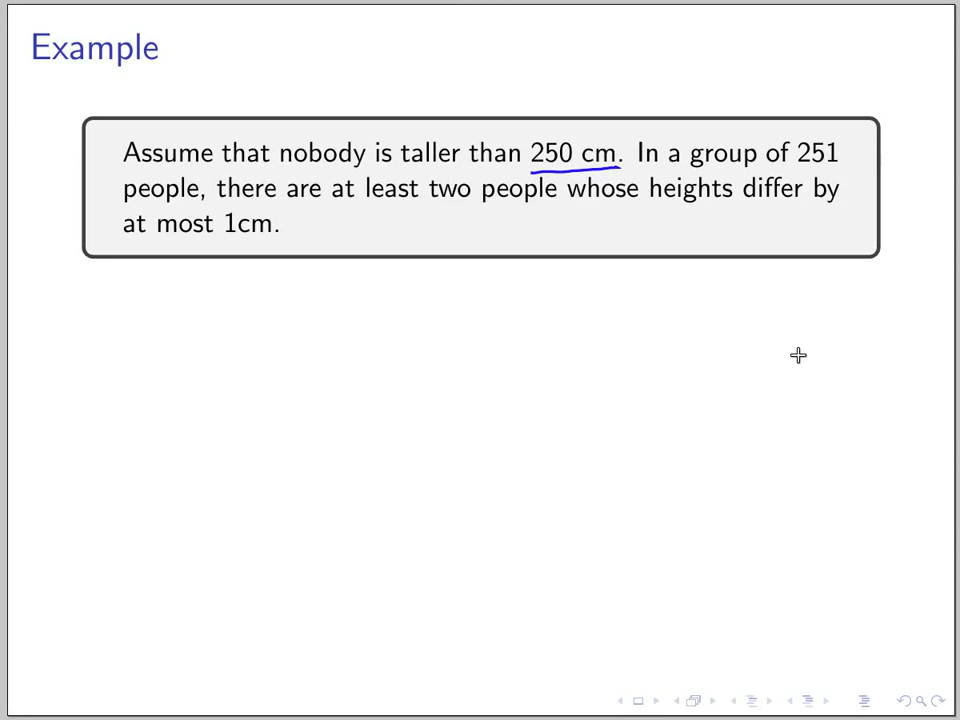 Example
Assume that nobody is taller than 250 cm. In a group of 251
people, there are at least two people whose heights differ by
at most 1cm.